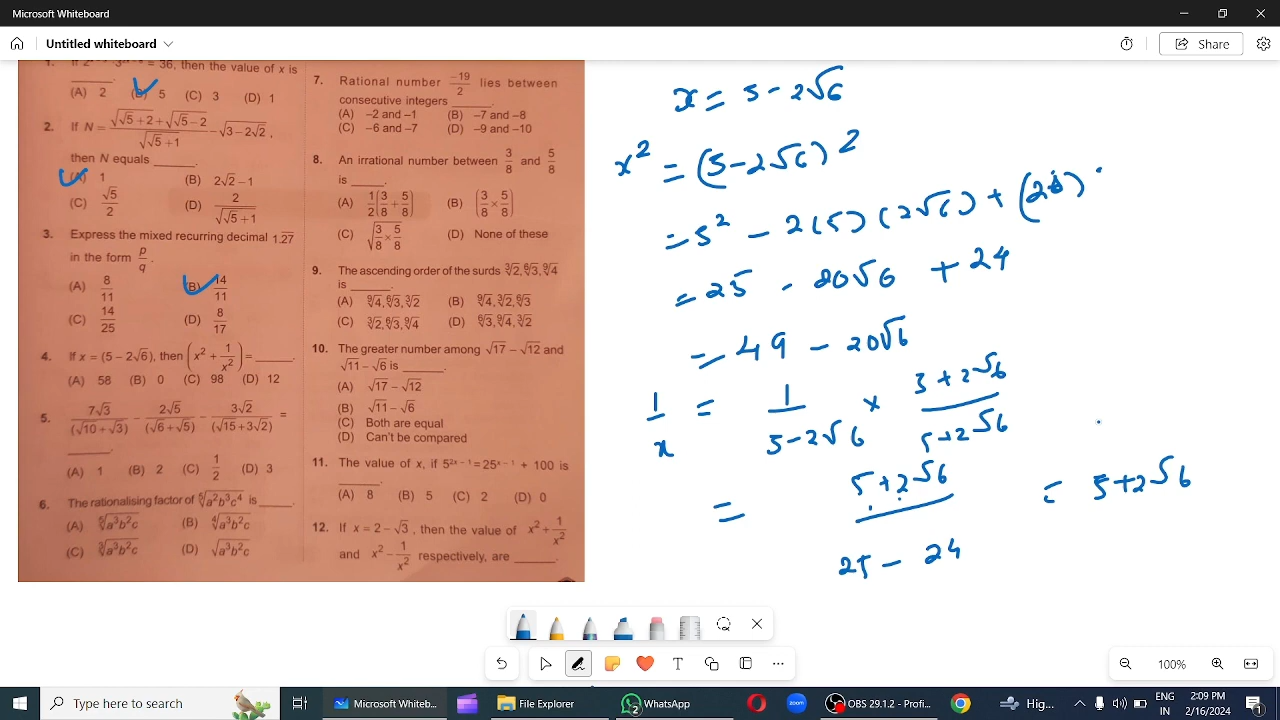 Microsoft Whiteboard
Untitled whiteboard
Share
= 36, then the value of x is
(A) 2 (B) 5 (C) 3 (D) 1
2. If N = (√(√5+2)+√(√5−2))/√(√5+1) − √(3−2√2),
then N equals ____.
(A) 1 (B) 2√2 −1
(C) √5/2 (D) 2/√(√5+1)
3. Express the mixed recurring decimal 1.27
in the form p/q.
(A) 8/11 (B) 14/11
(C) 14/25 (D) 8/17
4. If x = (5 − 2√6), then (x² + 1/x²) = ____.
(A) 58 (B) 0 (C) 98 (D) 12
5. 7√3/(√10+√3) − 2√5/(√6+√5) − 3√2/(√15+3√2) =
____.
(A) 1 (B) 2 (C) 1/2 (D) 3
6. The rationalising factor of ⁵√(a²b³c⁴) is ____.
(A) ⁵√(a³b²c) (B) ⁴√(a³b²c)
(C) ³√(a³b²c) (D) √(a³b²c)
7. Rational number −19/2 lies between
consecutive integers ____.
(A) −2 and −1 (B) −7 and −8
(C) −6 and −7 (D) −9 and −10
8. An irrational number between 3/8 and 5/8
is ____.
(A) 1/2(3/8 + 5/8) (B) (3/8 × 5/8)
(C) √(3/8 × 5/8) (D) None of these
9. The ascending order of the surds ³√2, ⁶√3, ⁹√4
is ____.
(A) ⁹√4, ⁶√3, ³√2 (B) ⁹√4, ³√2, ⁶√3
(C) ³√2, ⁶√3, ⁹√4 (D) ⁶√3, ⁹√4, ³√2
10. The greater number among √17 − √12 and
√11 − √6 is ____.
(A) √17 − √12
(B) √11 − √6
(C) Both are equal
(D) Can't be compared
11. The value of x, if 5²ˣ⁻¹ = 25ˣ⁻¹ + 100 is
____.
(A) 8 (B) 5 (C) 2 (D) 0
12. If x = 2 − √3, then the value of x² + 1/x²
and x² − 1/x² respectively, are ____.
x = 5 - 2√6
x² = (5-2√6)²
= 5² - 2(5)(2√6) +
= 25 - 20√6 + 24
= 49 - 20√6
1/x = 1/(5-2√6) × (5+2√6)/(5+2√6)
= (5+2√6)/(25-24) = 5+2√6
100%
Type here to search
Microsoft Whiteb...
File Explorer
2
WhatsApp
zoom
OBS 29.1.2 - Profi...
Hig...
ENG
IN
2:09 PM
2/16/2024